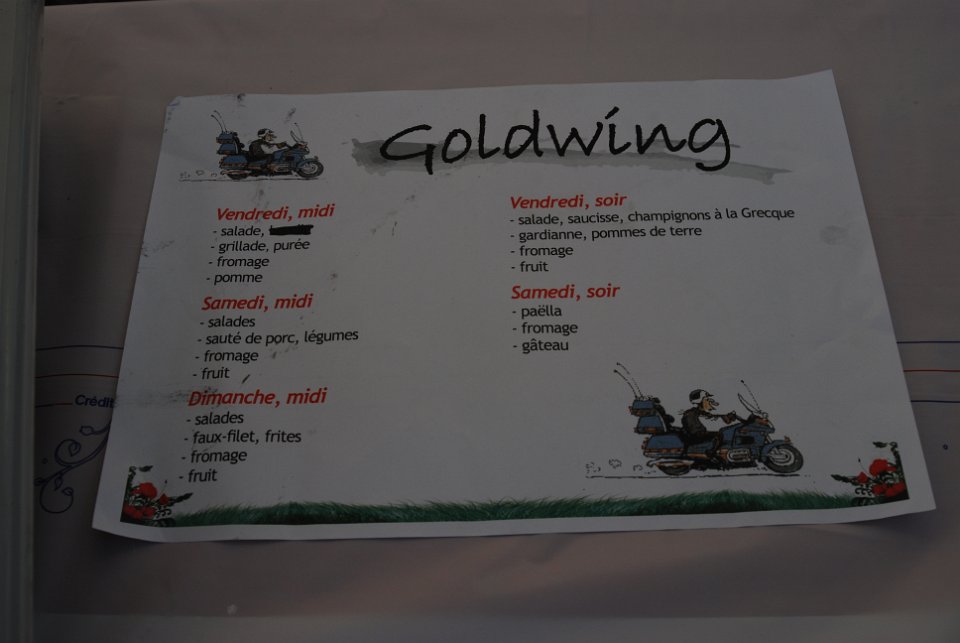 Goldwing
Vendredi, midi
- salade,
- grillade, purée
- fromage
- pomme
Samedi, midi
- salades
- sauté de porc, légumes
- fromage
- fruit
Dimanche, midi
- salades
- faux-filet, frites
- fromage
- fruit
Vendredi, soir
- salade, saucisse, champignons à la Grecque
- gardianne, pommes de terre
- fromage
- fruit
Samedi, soir
- paëlla
- fromage
- gâteau
Crédit